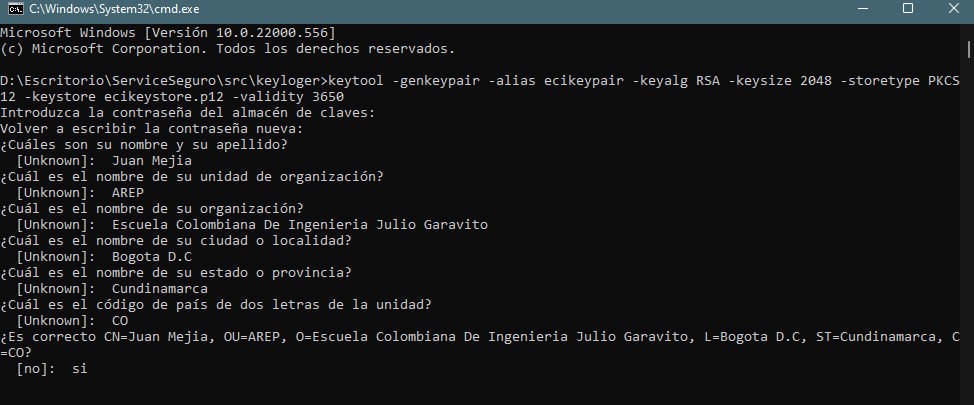 C:\Windows\System32\cmd.exe
Microsoft Windows [Versión 10.0.22000.556]
(c) Microsoft Corporation. Todos los derechos reservados.
D:\Escritorio\ServiceSeguro\src\keyloger>keytool -genkeypair -alias ecikeypair -keyalg RSA -keysize 2048 -storetype PKCS
12 -keystore ecikeystore.p12 -validity 3650
Introduzca la contraseña del almacén de claves:
Volver a escribir la contraseña nueva:
¿Cuáles son su nombre y su apellido?
  [Unknown]:  Juan Mejia
¿Cuál es el nombre de su unidad de organización?
  [Unknown]:  AREP
¿Cuál es el nombre de su organización?
  [Unknown]:  Escuela Colombiana De Ingenieria Julio Garavito
¿Cuál es el nombre de su ciudad o localidad?
  [Unknown]:  Bogota D.C
¿Cuál es el nombre de su estado o provincia?
  [Unknown]:  Cundinamarca
¿Cuál es el código de país de dos letras de la unidad?
  [Unknown]:  CO
¿Es correcto CN=Juan Mejia, OU=AREP, O=Escuela Colombiana De Ingenieria Julio Garavito, L=Bogota D.C, ST=Cundinamarca, C
=CO?
  [no]:  si